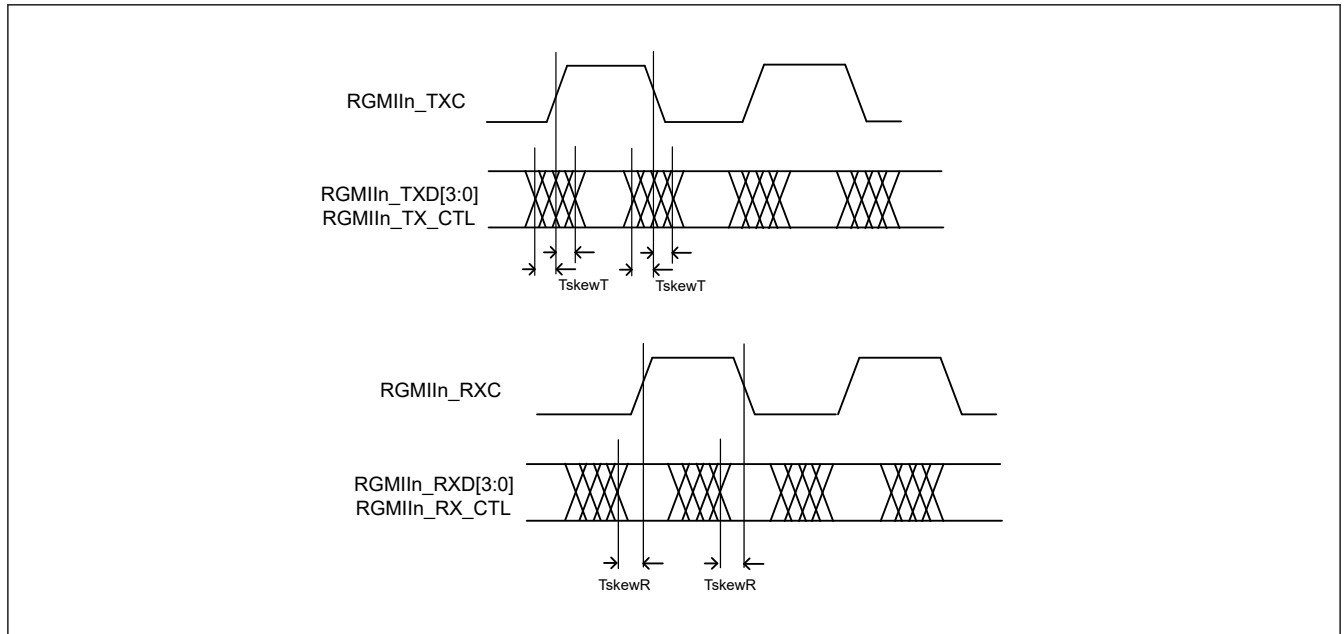 RGMIIn_TXC
RGMIIn_TXD[3:0]
RGMIIn_TX_CTL
TskewT
TskewT
RGMIIn_RXC
RGMIIn_RXD[3:0]
RGMIIn_RX_CTL
TskewR
TskewR